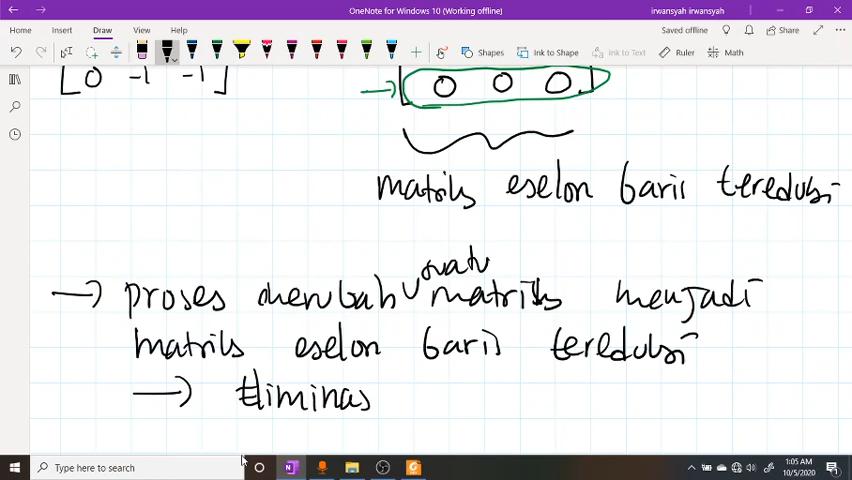 OneNote for Windows 10 (Working offline)
irwansyah irwansyah
Home Insert Draw View Help
Saved offline Share
Shapes Ink to Shape Ink to Text Ruler Math
[ 0 -1 -1 ] → [ 0 0 0 ]
matriks eselon baris tereduksi
suatu
→ proses merubah ∨ matriks menjadi
matriks eselon baris tereduksi
→ Eliminas
Type here to search
1:05 AM
10/5/2020